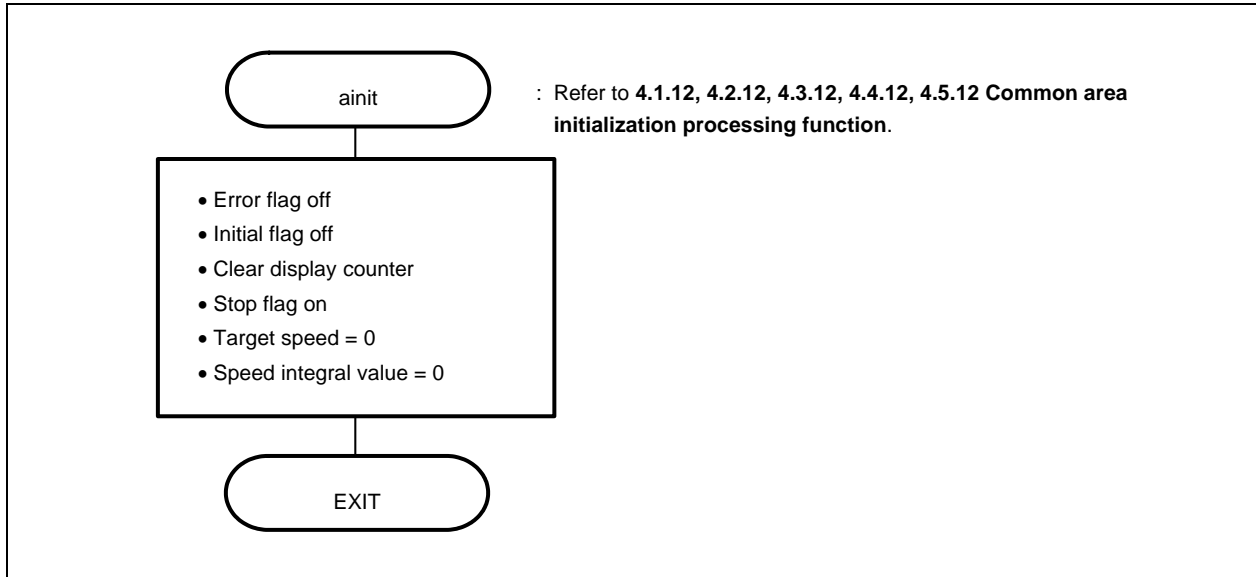 ainit
: Refer to 4.1.12, 4.2.12, 4.3.12, 4.4.12, 4.5.12 Common area
initialization processing function.
• Error flag off
• Initial flag off
• Clear display counter
• Stop flag on
• Target speed = 0
• Speed integral value = 0
EXIT